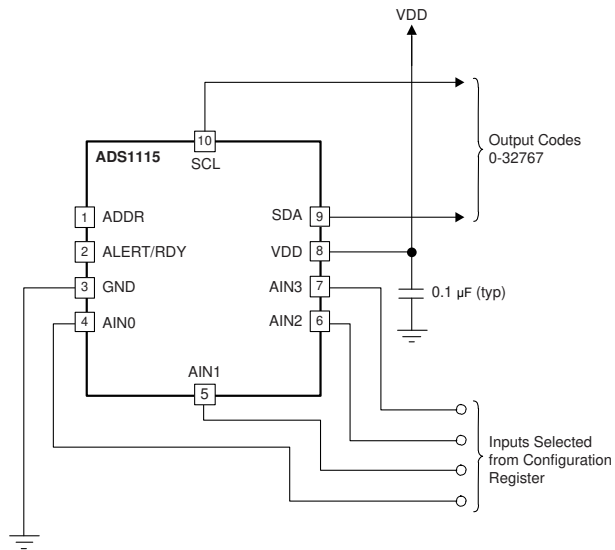 VDD
10
ADS1115
SCL
Output Codes
0-32767
1 ADDR
SDA 9
2 ALERT/RDY
VDD 8
3 GND
AIN3 7
0.1 µF (typ)
4 AIN0
AIN2 6
AIN1
5
Inputs Selected
from Configuration
Register